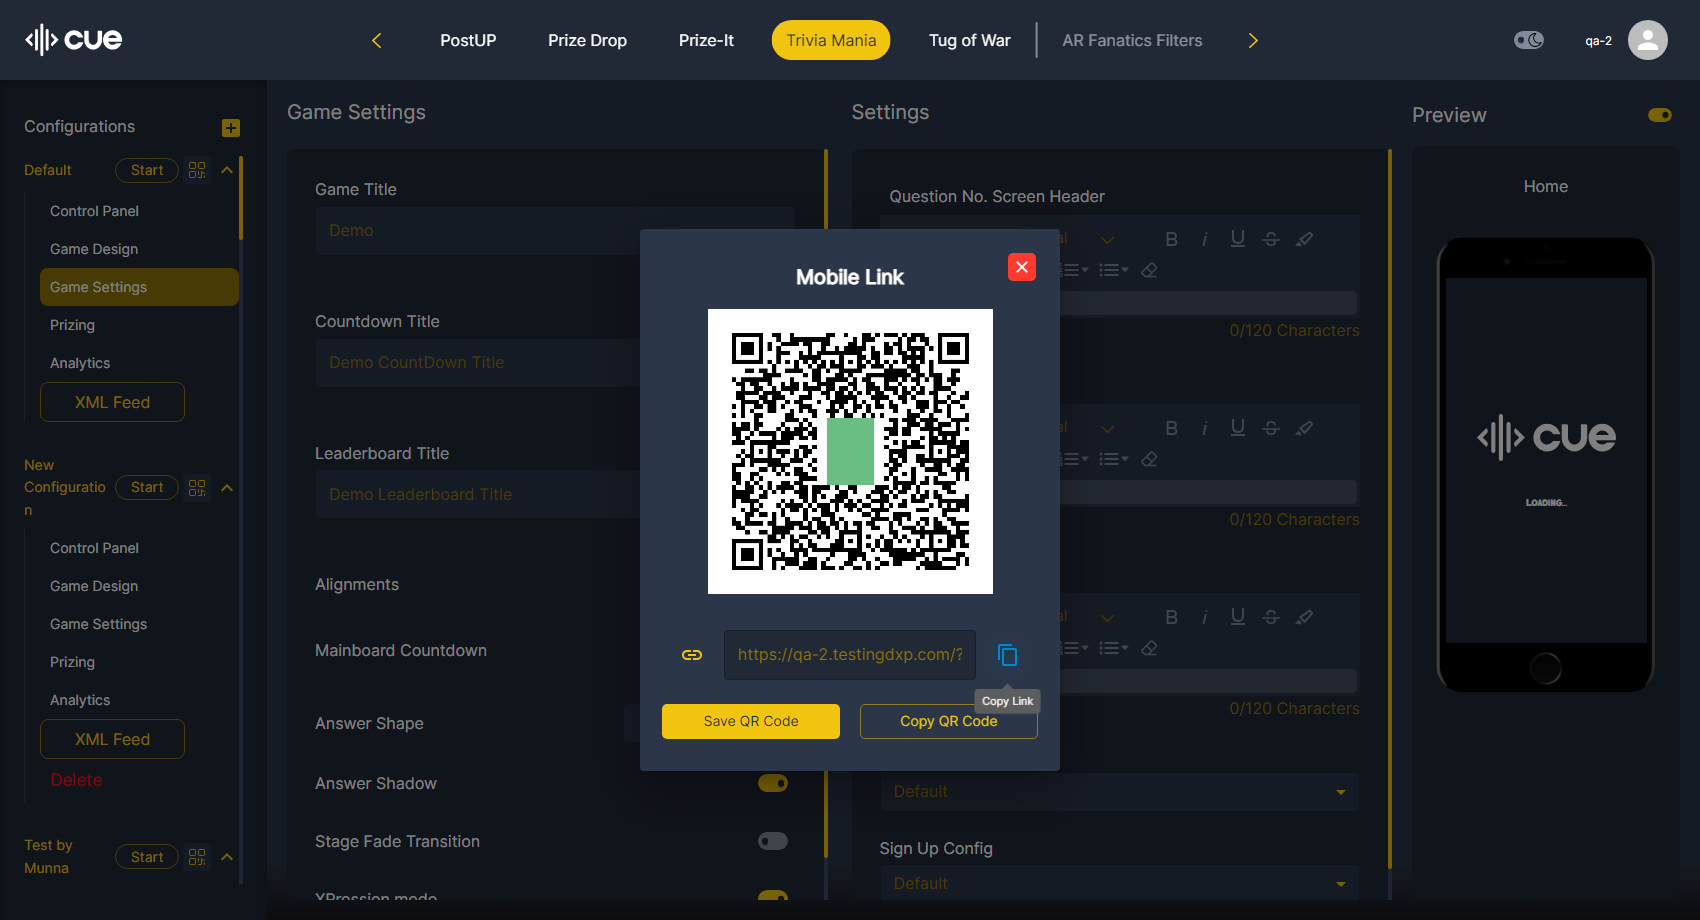 cue
PostUP
Prize Drop
Prize-It
Trivia Mania
Tug of War
AR Fanatics Filters
qa-2
Configurations
Default
Start
Control Panel
Game Design
Game Settings
Prizing
Analytics
XML Feed
New
Configuratio
n
Start
Control Panel
Game Design
Game Settings
Prizing
Analytics
XML Feed
Delete
Test by
Munna
Start
Game Settings
Game Title
Demo
Countdown Title
Demo CountDown Title
Leaderboard Title
Demo Leaderboard Title
Alignments
Mainboard Countdown
Answer Shape
Answer Shadow
Stage Fade Transition
XPression mode
Mobile Link
https://qa-2.testingdxp.com/?
Copy Link
Save QR Code
Copy QR Code
Settings
Question No. Screen Header
al
B i U S
0/120 Characters
al
B i U S
0/120 Characters
al
B i U S
0/120 Characters
Default
Sign Up Config
Default
Preview
Home
cue
LOADING...